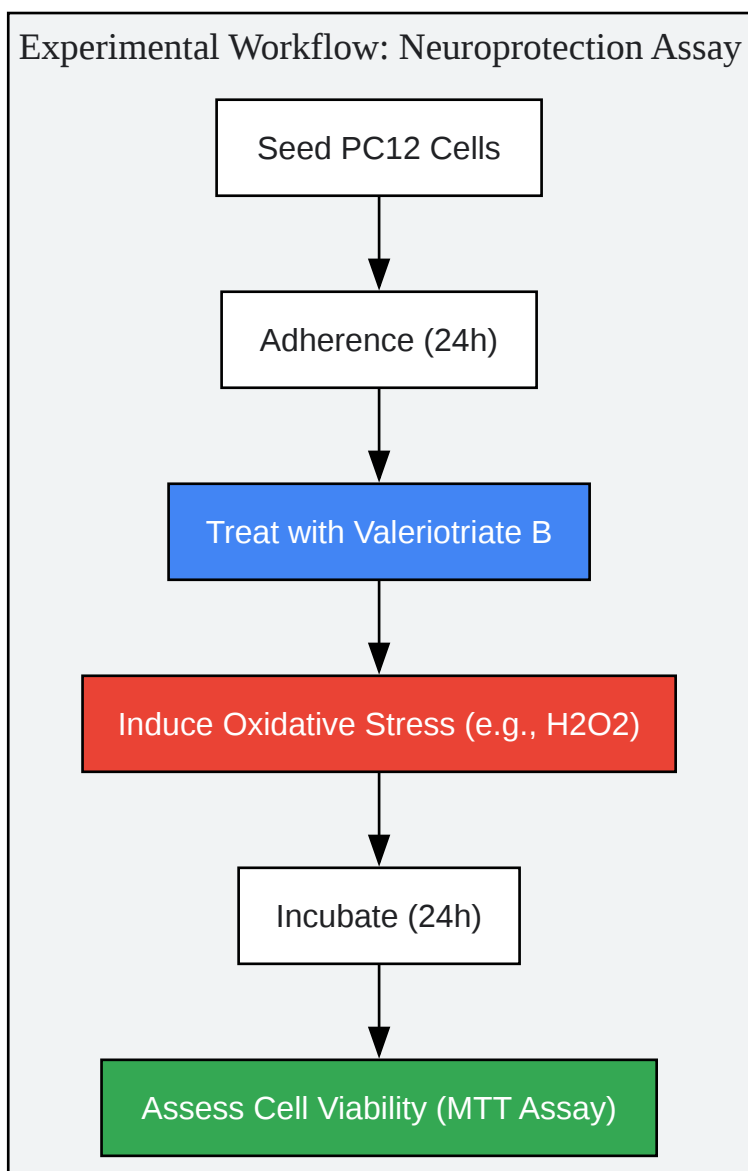 Experimental Workflow: Neuroprotection Assay
Seed PC12 Cells
Adherence (24h)
Treat with Valeriotriate B
Induce Oxidative Stress (e.g., H2O2)
Incubate (24h)
Assess Cell Viability (MTT Assay)